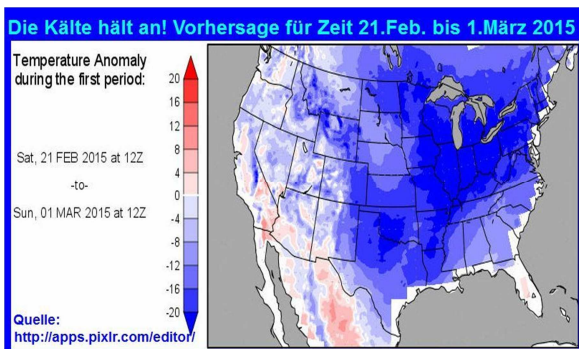 Die Kälte hält an! Vorhersage für Zeit 21.Feb. bis 1.März 2015
Temperature Anomaly
during the first period:
Sat, 21 FEB 2015 at 12Z
-to-
Sun, 01 MAR 2015 at 12Z
20
16
12
8
4
0
-4
-8
-12
-16
-20
Quelle:
http://apps.pixlr.com/editor/